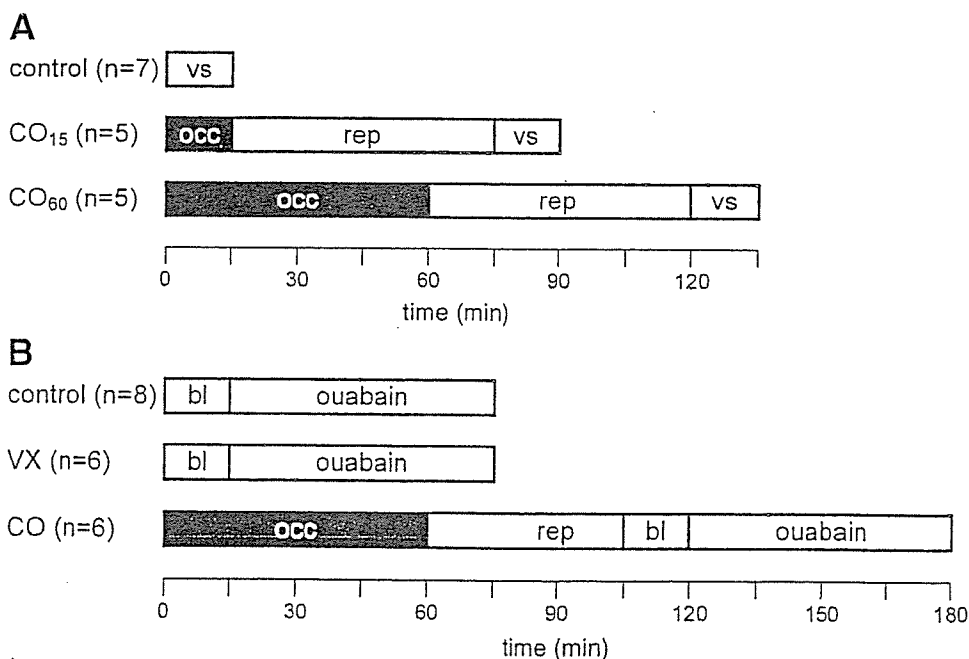 A
control (n=7) vs
CO₁₅ (n=5) occ rep vs
CO₆₀ (n=5) occ rep vs
0 30 60 90 120
time (min)
B
control (n=8) bl ouabain
VX (n=6) bl ouabain
CO (n=6) occ rep bl ouabain
0 30 60 90 120 150 180
time (min)